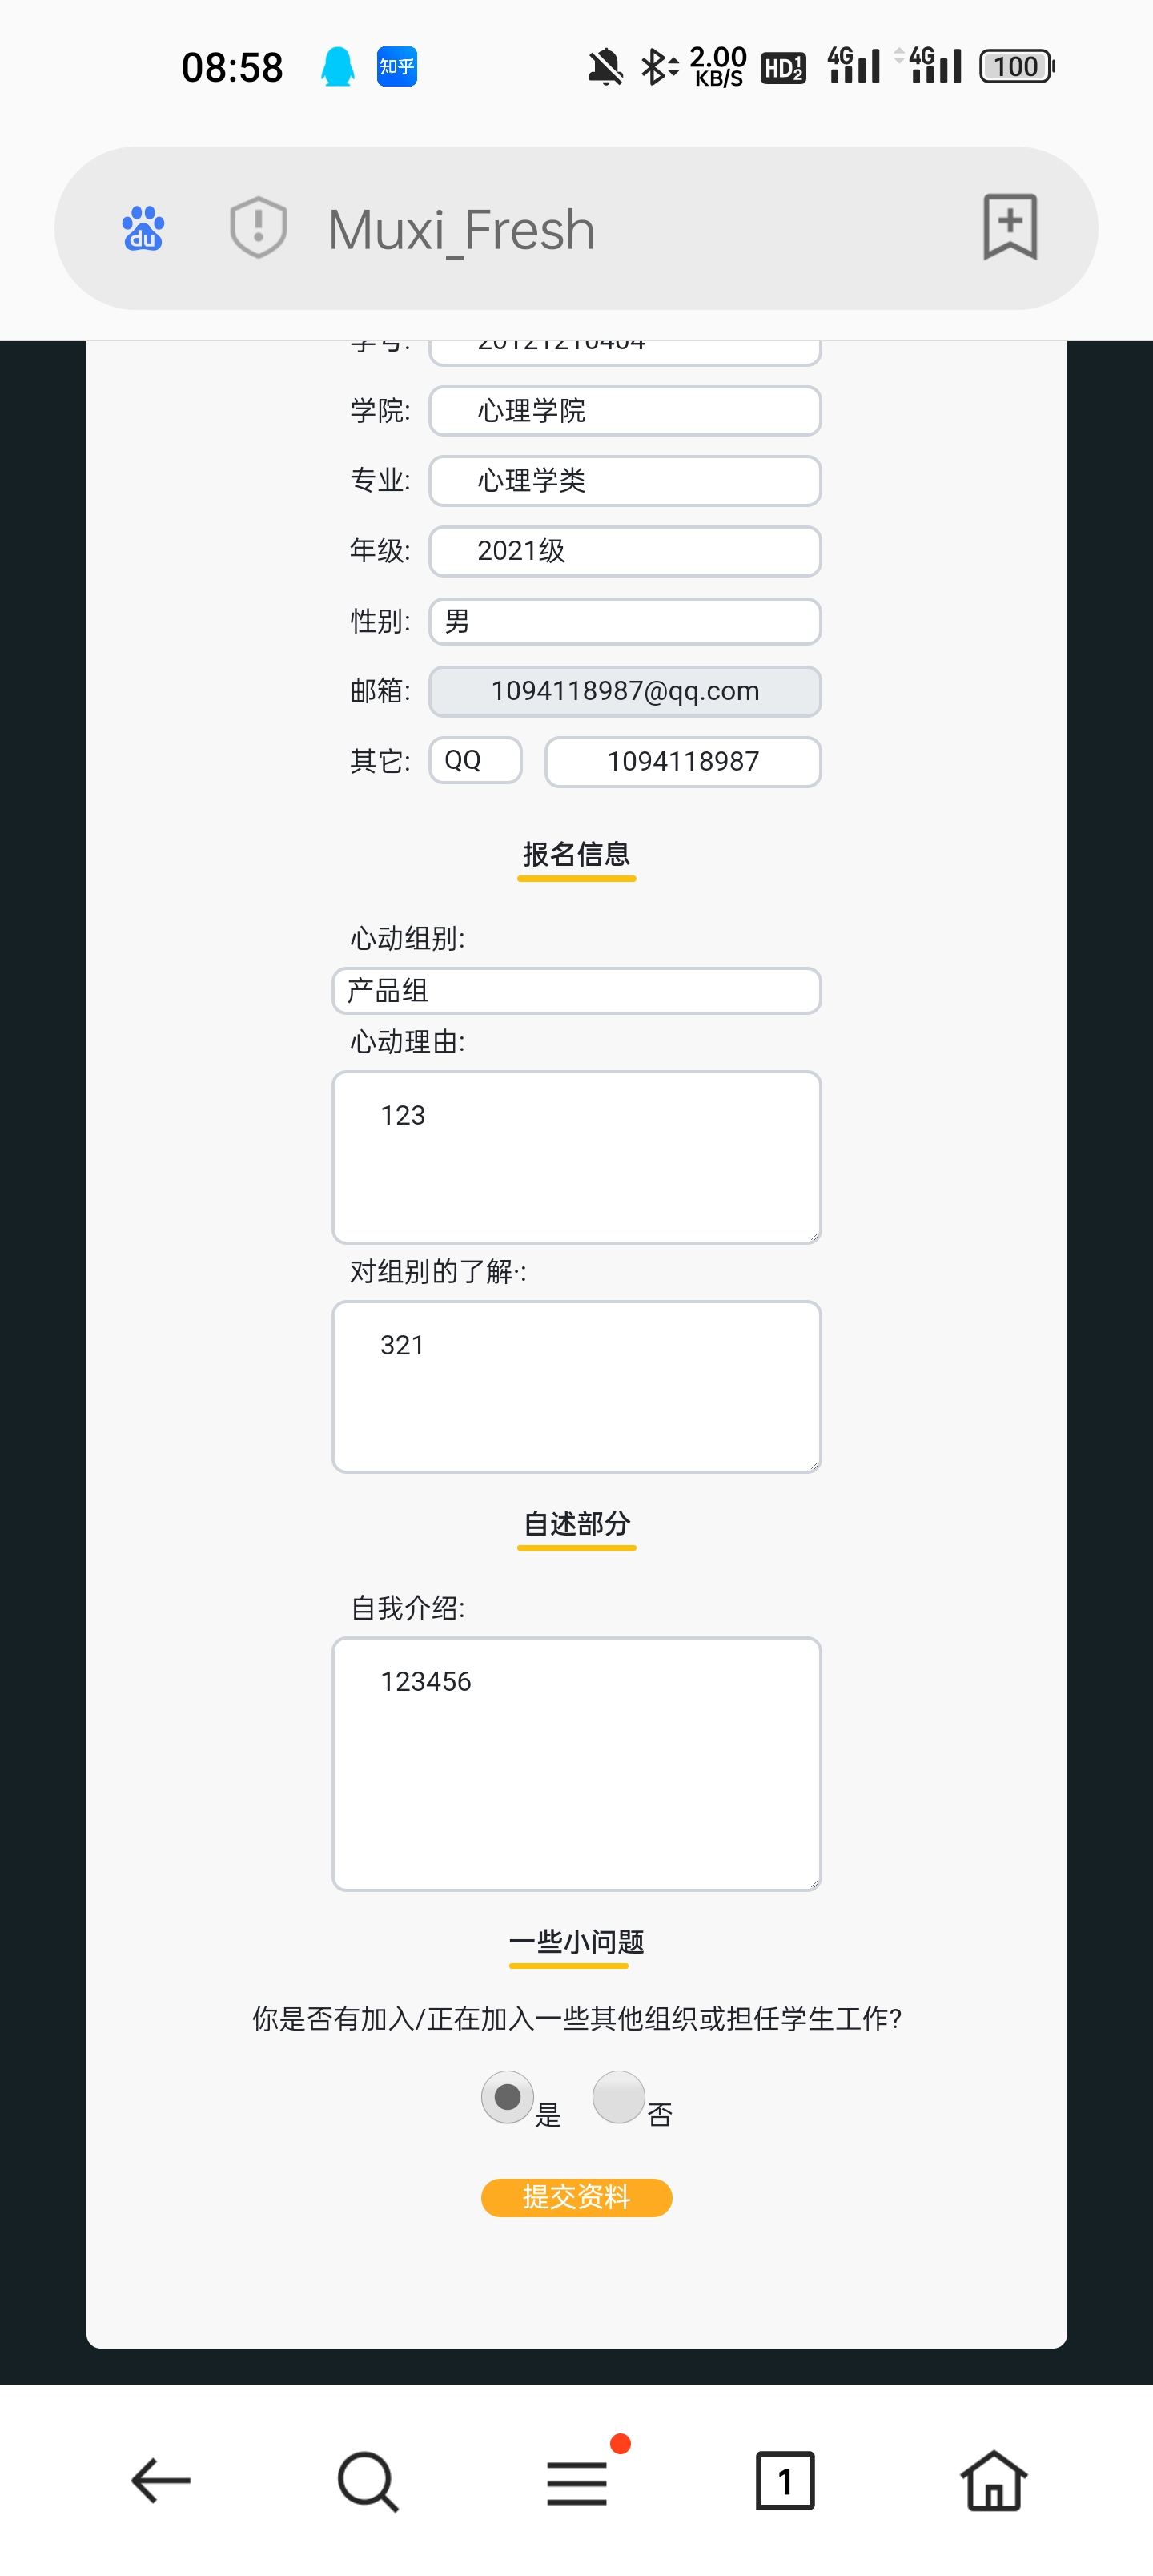 08:58 知乎 2.00 KB/S HD 1 2 4G 4G 100
du Muxi_Fresh
学号:
学院: 心理学院
专业: 心理学类
年级: 2021级
性别: 男
邮箱: 1094118987@qq.com
其它: QQ 1094118987
报名信息
心动组别:
产品组
心动理由:
123
对组别的了解·:
321
自述部分
自我介绍:
123456
一些小问题
你是否有加入/正在加入一些其他组织或担任学生工作?
是 否
提交资料
1